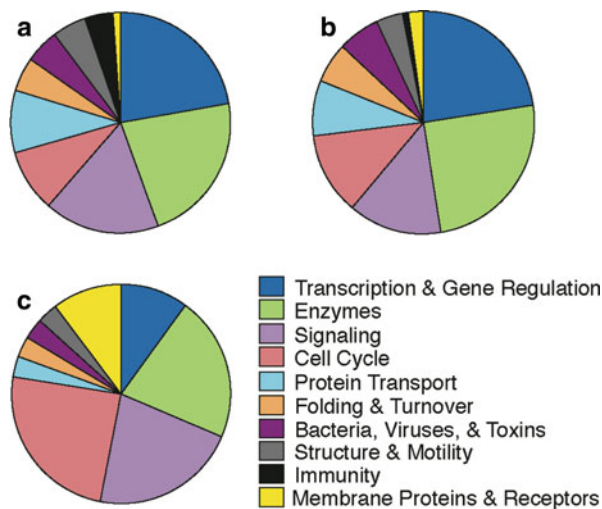 a
b
c
Transcription & Gene Regulation
Enzymes
Signaling
Cell Cycle
Protein Transport
Folding & Turnover
Bacteria, Viruses, & Toxins
Structure & Motility
Immunity
Membrane Proteins & Receptors